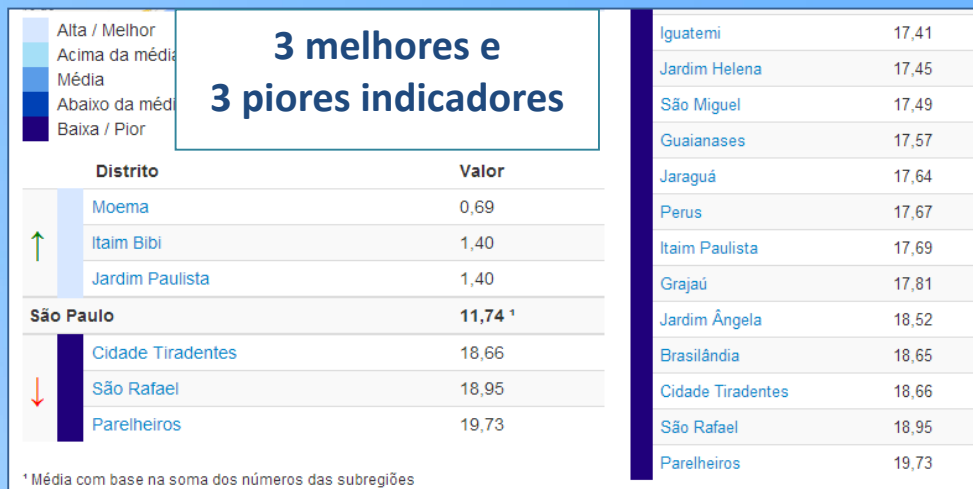 Alta / Melhor
Acima da média
Média
Abaixo da médi
Baixa / Pior
3 melhores e
3 piores indicadores
Distrito Valor
Moema 0,69
Itaim Bibi 1,40
Jardim Paulista 1,40
São Paulo 11,74 ¹
Cidade Tiradentes 18,66
São Rafael 18,95
Parelheiros 19,73
¹ Média com base na soma dos números das subregiões
Iguatemi 17,41
Jardim Helena 17,45
São Miguel 17,49
Guaianases 17,57
Jaraguá 17,64
Perus 17,67
Itaim Paulista 17,69
Grajaú 17,81
Jardim Ângela 18,52
Brasilândia 18,65
Cidade Tiradentes 18,66
São Rafael 18,95
Parelheiros 19,73